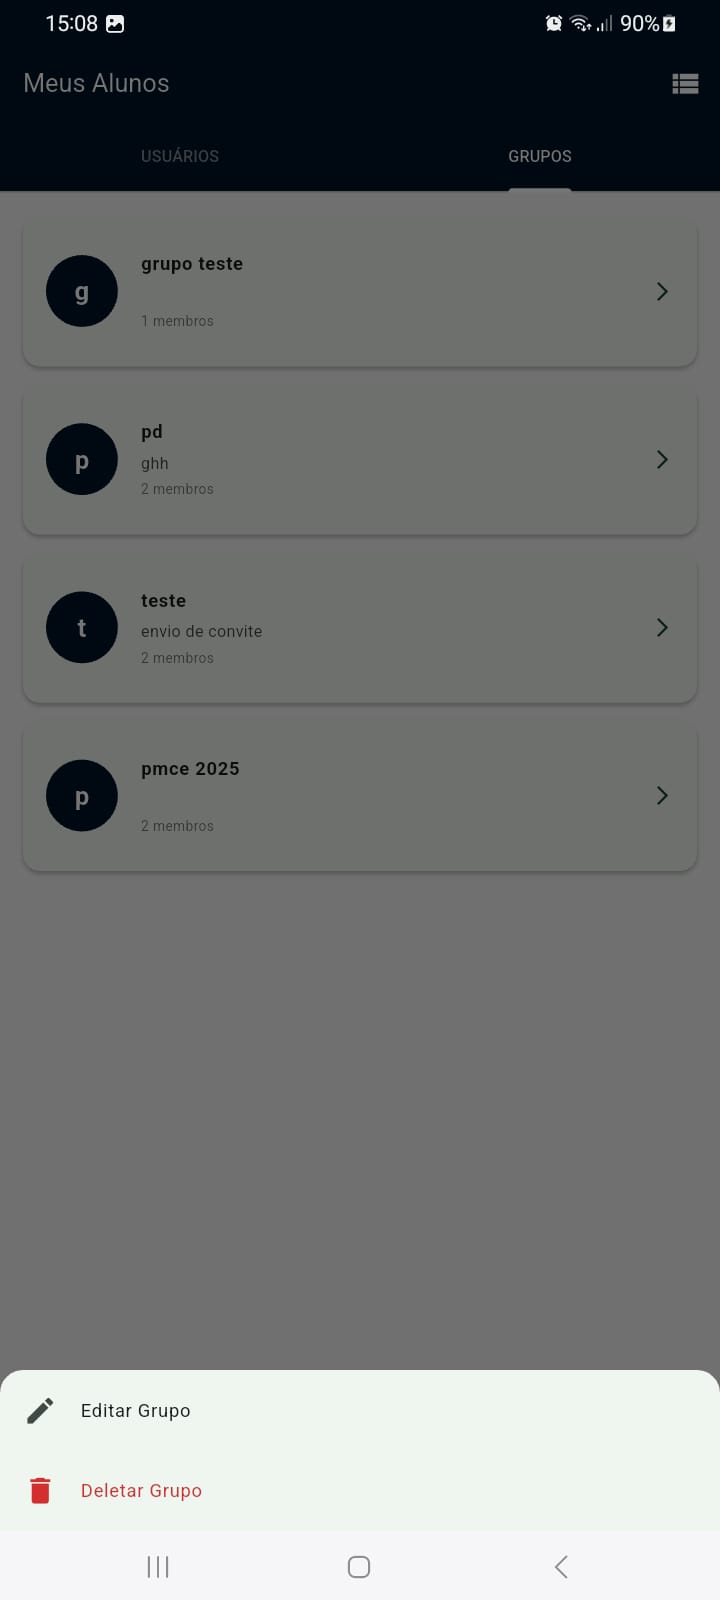 15:08
90%
Meus Alunos
USUÁRIOS
GRUPOS
g
grupo teste
1 membros
p
pd
ghh
2 membros
t
teste
envio de convite
2 membros
p
pmce 2025
2 membros
Editar Grupo
Deletar Grupo